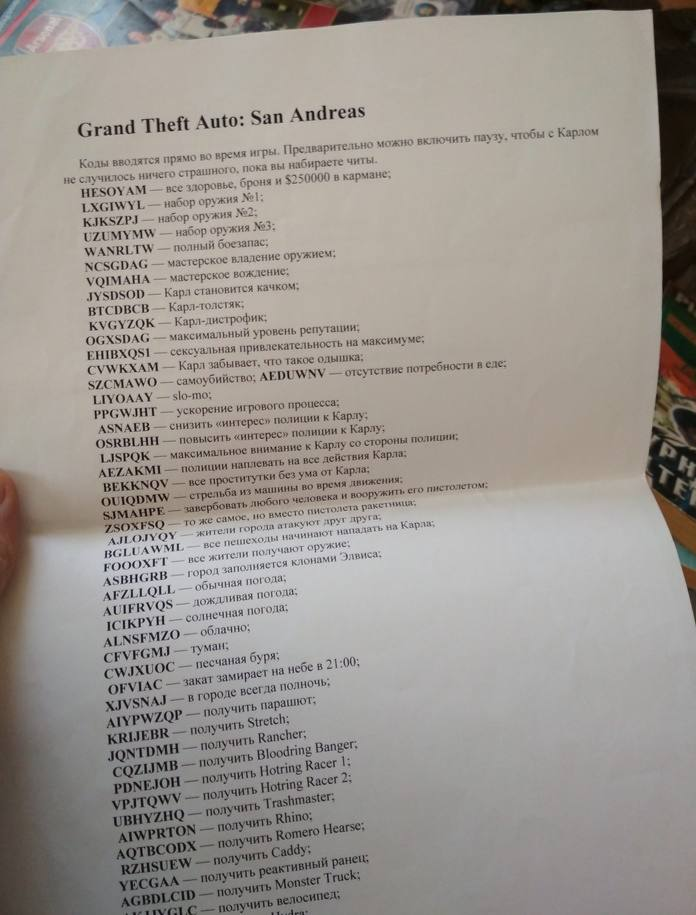 Arsenal
Grand Theft Auto: San Andreas
Коды вводятся прямо во время игры. Предварительно можно включить паузу, чтобы с Карлом
не случилось ничего страшного, пока вы набираете читы.
HESOYAM — все здоровье, броня и $250000 в кармане;
LXGIWYL — набор оружия №1;
KJKSZPJ — набор оружия №2;
UZUMYMW — набор оружия №3;
WANRLTW — полный боезапас;
NCSGDAG — мастерское владение оружием;
VQIMAHA — мастерское вождение;
JYSDSOD — Карл становится качком;
BTCDBCB — Карл-толстяк;
KVGYZQK — Карл-дистрофик;
OGXSDAG — максимальный уровень репутации;
EHIBXQS1 — сексуальная привлекательность на максимуме;
CVWKXAM — Карл забывает, что такое одышка;
SZCMAWO — самоубийство; AEDUWNV — отсутствие потребности в еде;
LIYOAAY — slo-mo;
PPGWJHT — ускорение игрового процесса;
ASNAEB — снизить «интерес» полиции к Карлу;
OSRBLHH — повысить «интерес» полиции к Карлу;
LJSPQK — максимальное внимание к Карлу со стороны полиции;
AEZAKMI — полиции наплевать на все действия Карла;
BEKKNQV — все проститутки без ума от Карла;
OUIQDMW — стрельба из машины во время движения;
SJMAHPE — завербовать любого человека и вооружить его пистолетом;
ZSOXFSQ — то же самое, но вместо пистолета ракетница;
AJLOJYQY — жители города атакуют друг друга;
BGLUAWML — все пешеходы начинают нападать на Карла;
FOOOXFT — все жители получают оружие;
ASBHGRB — город заполняется клонами Элвиса;
AFZLLQLL — обычная погода;
AUIFRVQS — дождливая погода;
ICIKPYH — солнечная погода;
ALNSFMZO — облачно;
CFVFGMJ — туман;
CWJXUOC — песчаная буря;
OFVIAC — закат замирает на небе в 21:00;
XJVSNAJ — в городе всегда полночь;
AIYPWZQP — получить парашют;
KRIJEBR — получить Stretch;
JQNTDMH — получить Rancher;
CQZIJMB — получить Bloodring Banger;
PDNEJOH — получить Hotring Racer 1;
VPJTQWV — получить Hotring Racer 2;
UBHYZHQ — получить Trashmaster;
AIWPRTON — получить Rhino;
AQTBCODX — получить Romero Hearse;
RZHSUEW — получить Caddy;
YECGAA — получить реактивный ранец;
AGBDLCID — получить Monster Truck;
— получить велосипед;
Hydra;